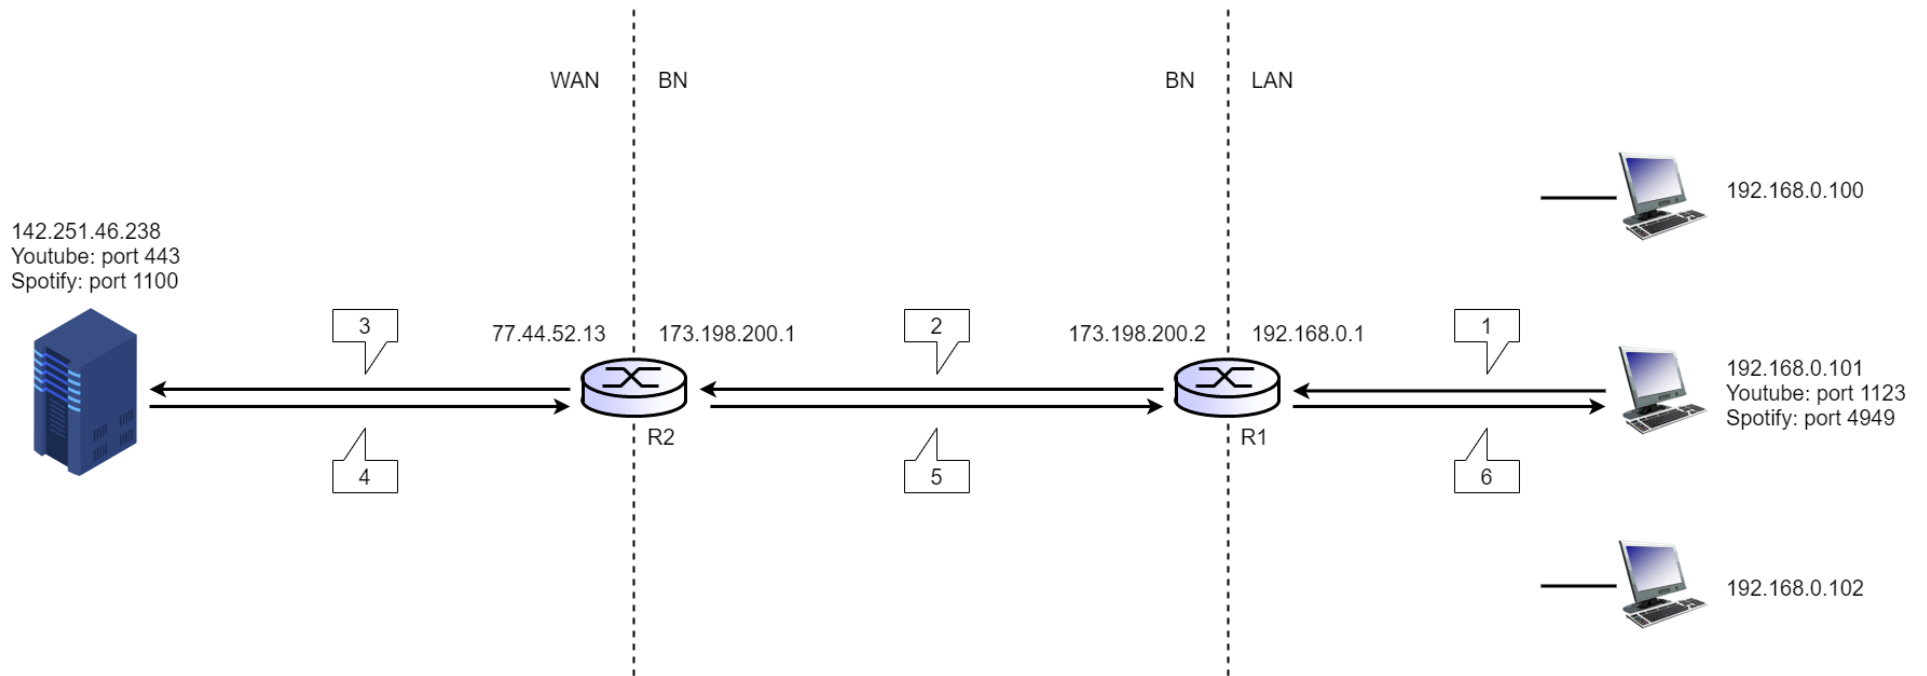 WAN
BN
BN
LAN
192.168.0.100
142.251.46.238
Youtube: port 443
Spotify: port 1100
3
2
1
77.44.52.13
173.198.200.1
173.198.200.2
192.168.0.1
192.168.0.101
Youtube: port 1123
Spotify: port 4949
R2
R1
4
5
6
192.168.0.102